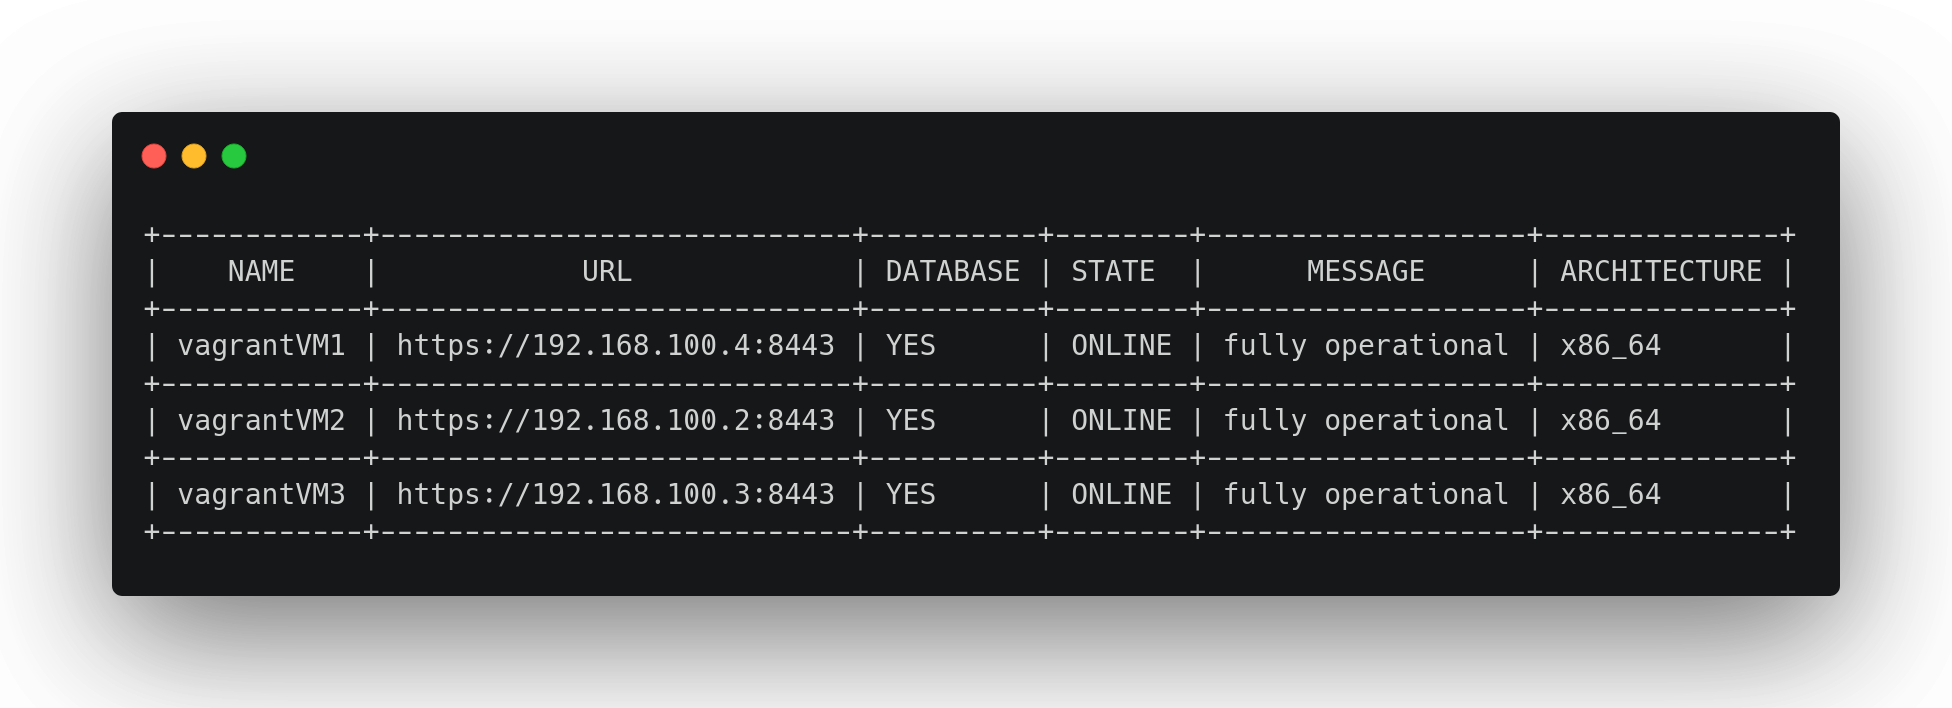 +------------+----------------------------+----------+--------+-------------------+--------------+
|    NAME    |            URL             | DATABASE | STATE  |      MESSAGE      | ARCHITECTURE |
+------------+----------------------------+----------+--------+-------------------+--------------+
| vagrantVM1 | https://192.168.100.4:8443 | YES      | ONLINE | fully operational | x86_64       |
+------------+----------------------------+----------+--------+-------------------+--------------+
| vagrantVM2 | https://192.168.100.2:8443 | YES      | ONLINE | fully operational | x86_64       |
+------------+----------------------------+----------+--------+-------------------+--------------+
| vagrantVM3 | https://192.168.100.3:8443 | YES      | ONLINE | fully operational | x86_64       |
+------------+----------------------------+----------+--------+-------------------+--------------+